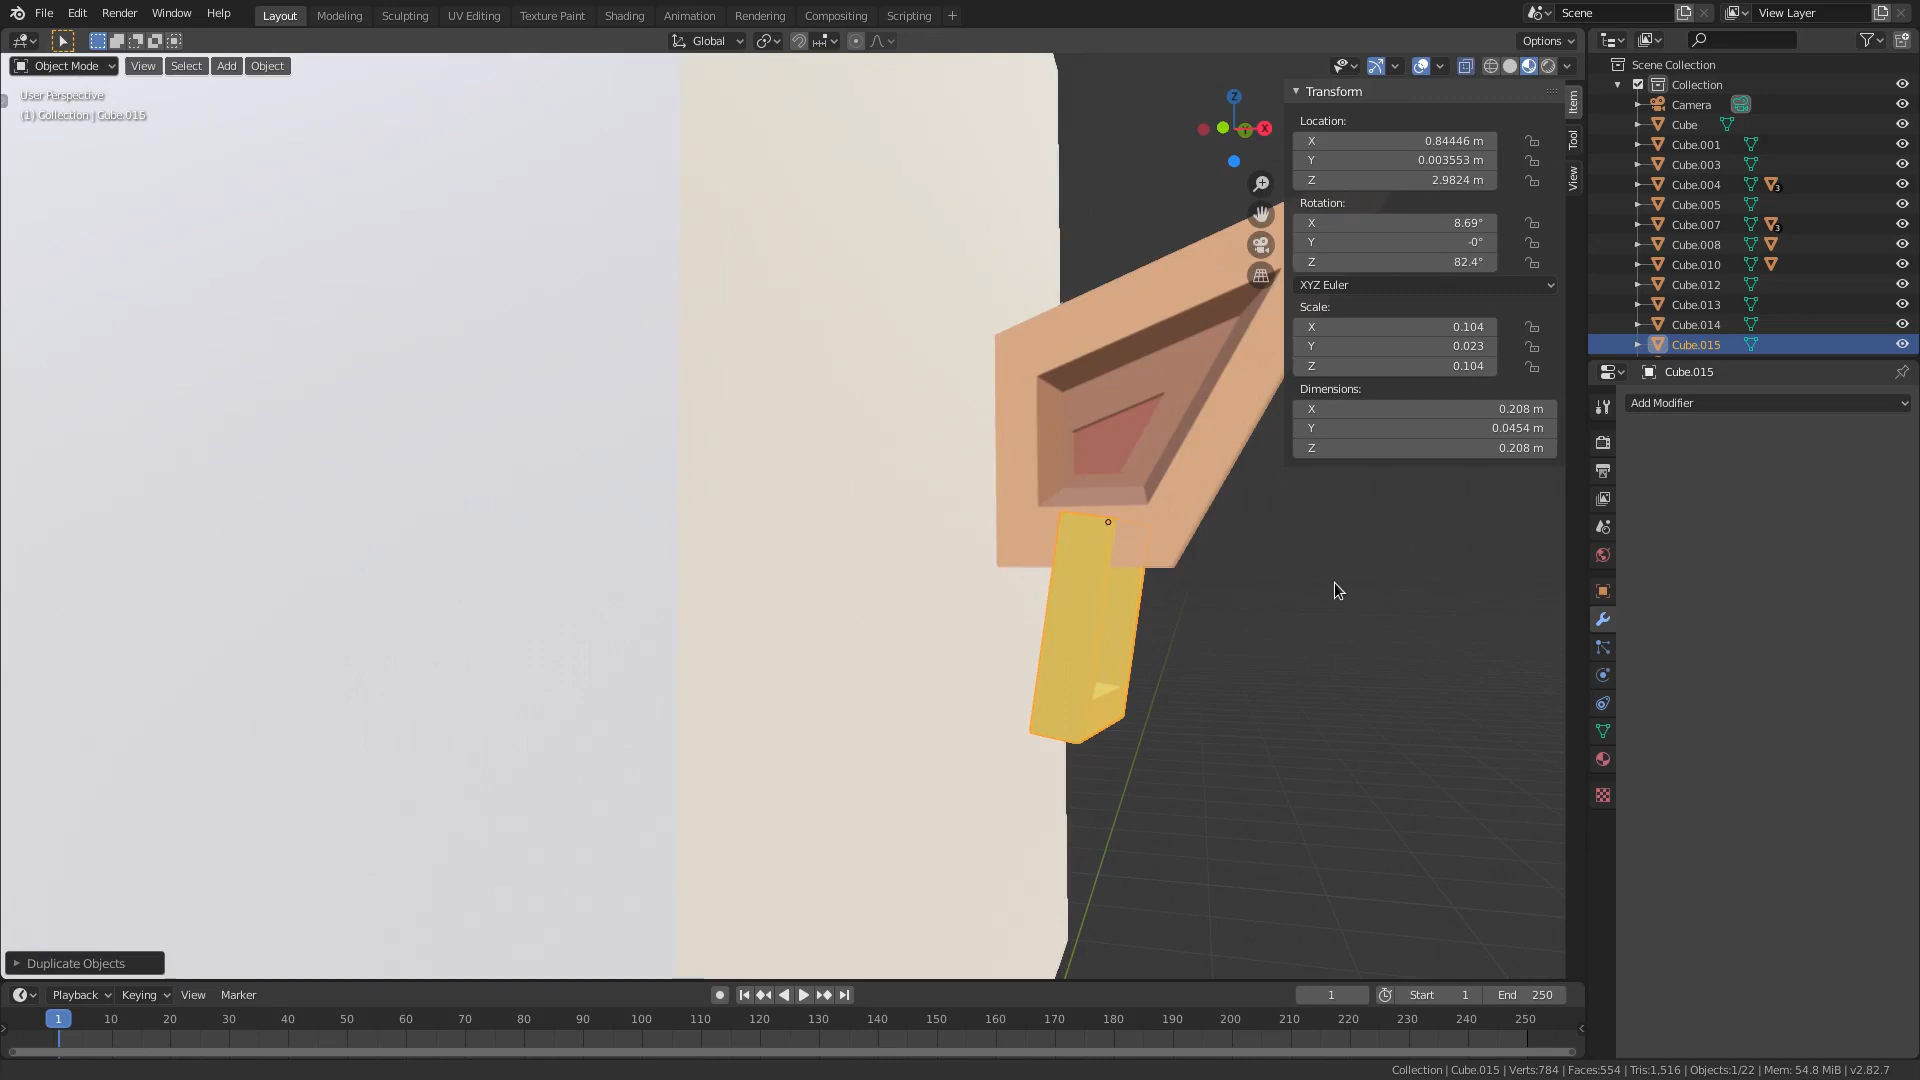 File Edit Render Window Help Layout Modeling Sculpting UV Editing Texture Paint Shading Animation Rendering Compositing Scripting + Scene View Layer
Global Options
Object Mode View Select Add Object
User Perspective
(1) Collection | Cube.015
Z
X
Transform
Location:
X 0.84446 m
Y 0.003553 m
Z 2.9824 m
Rotation:
X 8.69°
Y -0°
Z 82.4°
XYZ Euler
Scale:
X 0.104
Y 0.023
Z 0.104
Dimensions:
X 0.208 m
Y 0.0454 m
Z 0.208 m
Item
Tool
View
Scene Collection
Collection
Camera
Cube
Cube.001
Cube.003
Cube.004 3
Cube.005
Cube.007 3
Cube.008
Cube.010
Cube.012
Cube.013
Cube.014
Cube.015
Cube.015
Add Modifier
Duplicate Objects
Playback Keying View Marker 1 Start 1 End 250
1 10 20 30 40 50 60 70 80 90 100 110 120 130 140 150 160 170 180 190 200 210 220 230 240 250
Collection | Cube.015 | Verts:784 | Faces:554 | Tris:1,516 | Objects:1/22 | Mem: 54.8 MiB | v2.82.7